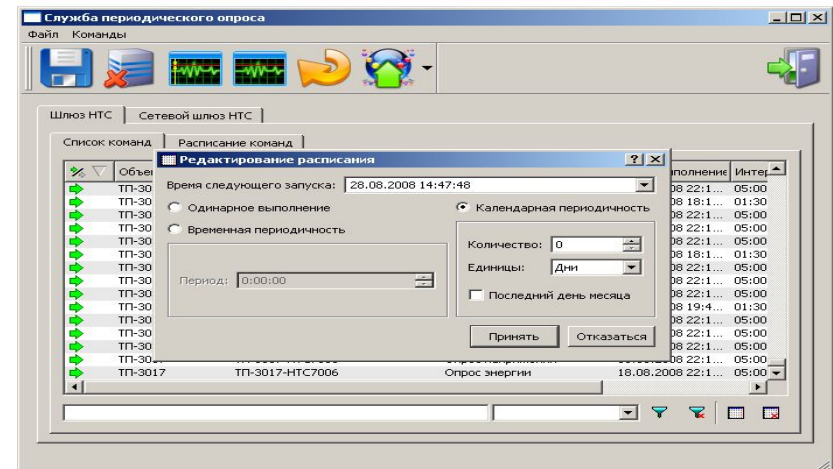 Служба периодического опроса
Файл Команды
Шлюз НТС Сетевой шлюз НТС
Список команд Расписание команд
Редактирование расписания
Время следующего запуска: 28.08.2008 14:47:48
Одинарное выполнение Календарная периодичность
Временная периодичность
Количество: 0
Период: 0:00:00
Единицы: Дни
Последний день месяца
Принять Отказаться
ТП-30 08 22:1... 05:00
ТП-30 08 18:1... 01:30
ТП-30 08 22:1... 05:00
ТП-30 08 22:1... 05:00
ТП-30 08 22:1... 05:00
ТП-30 08 18:1... 01:30
ТП-30 08 22:1... 05:00
ТП-30 08 22:1... 05:00
ТП-30 08 22:1... 05:00
ТП-30 08 19:4... 01:30
ТП-30 08 22:1... 05:00
ТП-30 08 22:1... 05:00
ТП-30 08 22:1... 05:00
ТП-30 08 22:1... 05:00
ТП-3017 ТП-3017-НТС7006 Опрос энергии 18.08.2008 22:1... 05:00